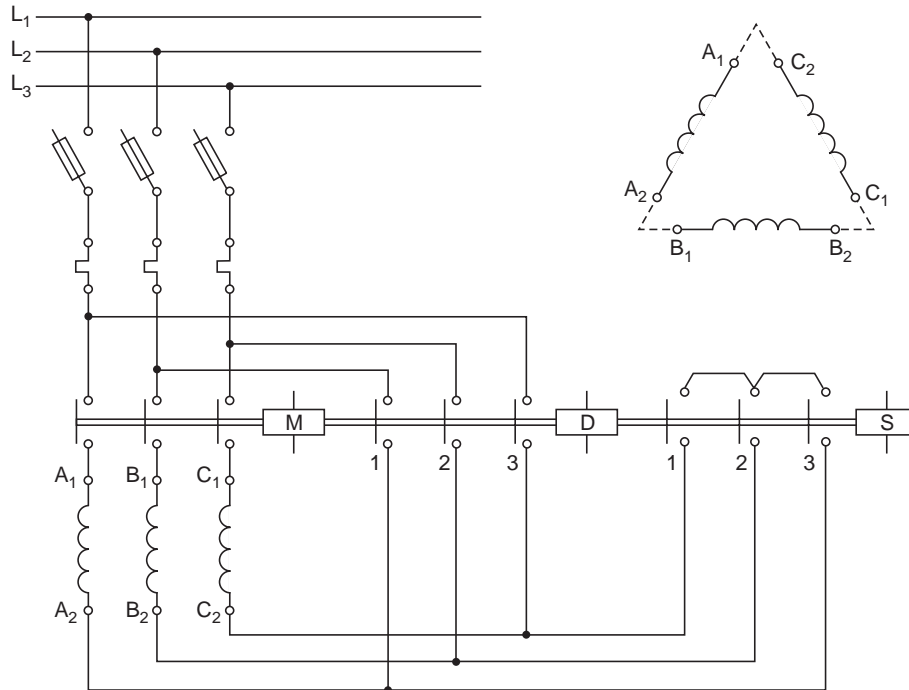 L₁
L₂
L₃
A₁ C₂
A₂ C₁
B₁ B₂
M D S
1 2 3 1 2 3
A₁ B₁ C₁
A₂ B₂ C₂